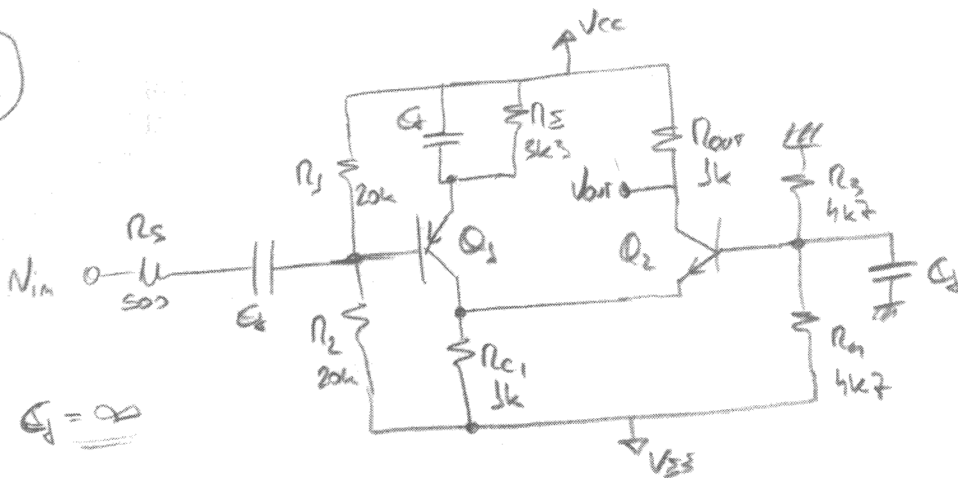 Vcc
C∞
RE
3k3
ROUT
1k
R1
20k
VOUT
R3
4k7
RS
Q1
Q2
Vin
500
C∞
C∞
R2
20k
RC1
1k
R4
4k7
C∞ = ∞
VEE